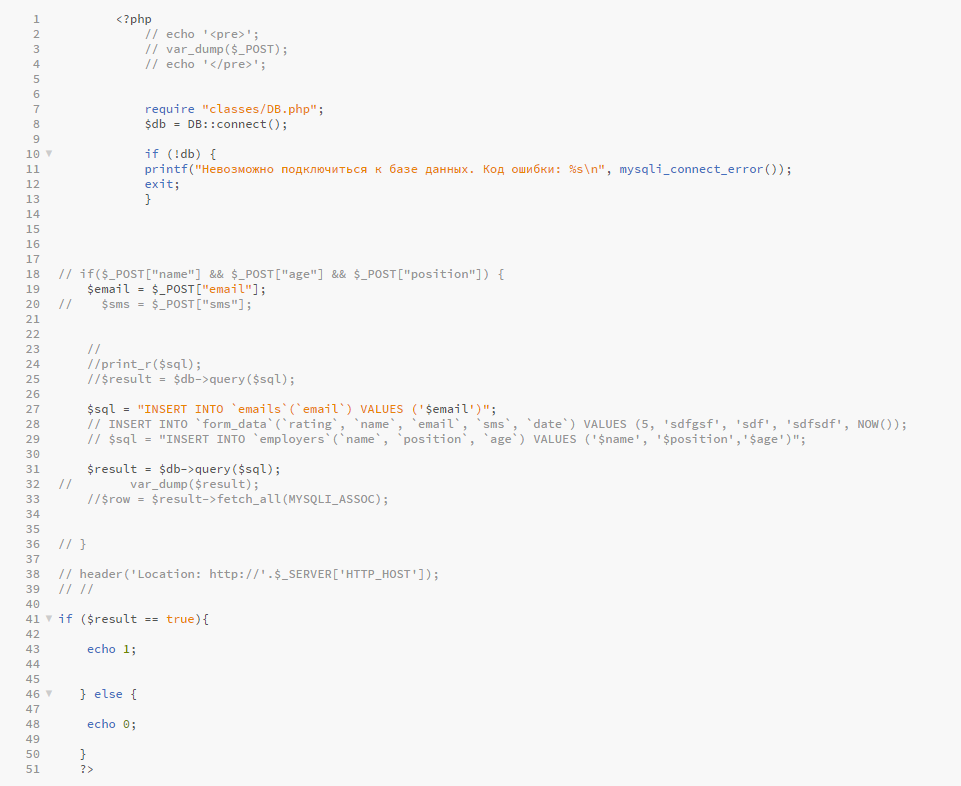 1 <?php
2 // echo '<pre>';
3 // var_dump($_POST);
4 // echo '</pre>';
5
6
7 require "classes/DB.php";
8 $db = DB::connect();
9
10 if (!db) {
11 printf("Невозможно подключиться к базе данных. Код ошибки: %s\n", mysqli_connect_error());
12 exit;
13 }
14
15
16
17
18 // if($_POST["name"] && $_POST["age"] && $_POST["position"]) {
19 $email = $_POST["email"];
20 // $sms = $_POST["sms"];
21
22
23 //
24 //print_r($sql);
25 //$result = $db->query($sql);
26
27 $sql = "INSERT INTO `emails`(`email`) VALUES ('$email')";
28 // INSERT INTO `form_data`(`rating`, `name`, `email`, `sms`, `date`) VALUES (5, 'sdfgsf', 'sdf', 'sdfsdf', NOW());
29 // $sql = "INSERT INTO `employers`(`name`, `position`, `age`) VALUES ('$name', '$position','$age')";
30
31 $result = $db->query($sql);
32 // var_dump($result);
33 //$row = $result->fetch_all(MYSQLI_ASSOC);
34
35
36 // }
37
38 // header('Location: http://'.$_SERVER['HTTP_HOST']);
39 // //
40
41 if ($result == true){
42
43 echo 1;
44
45
46 } else {
47
48 echo 0;
49
50 }
51 ?>